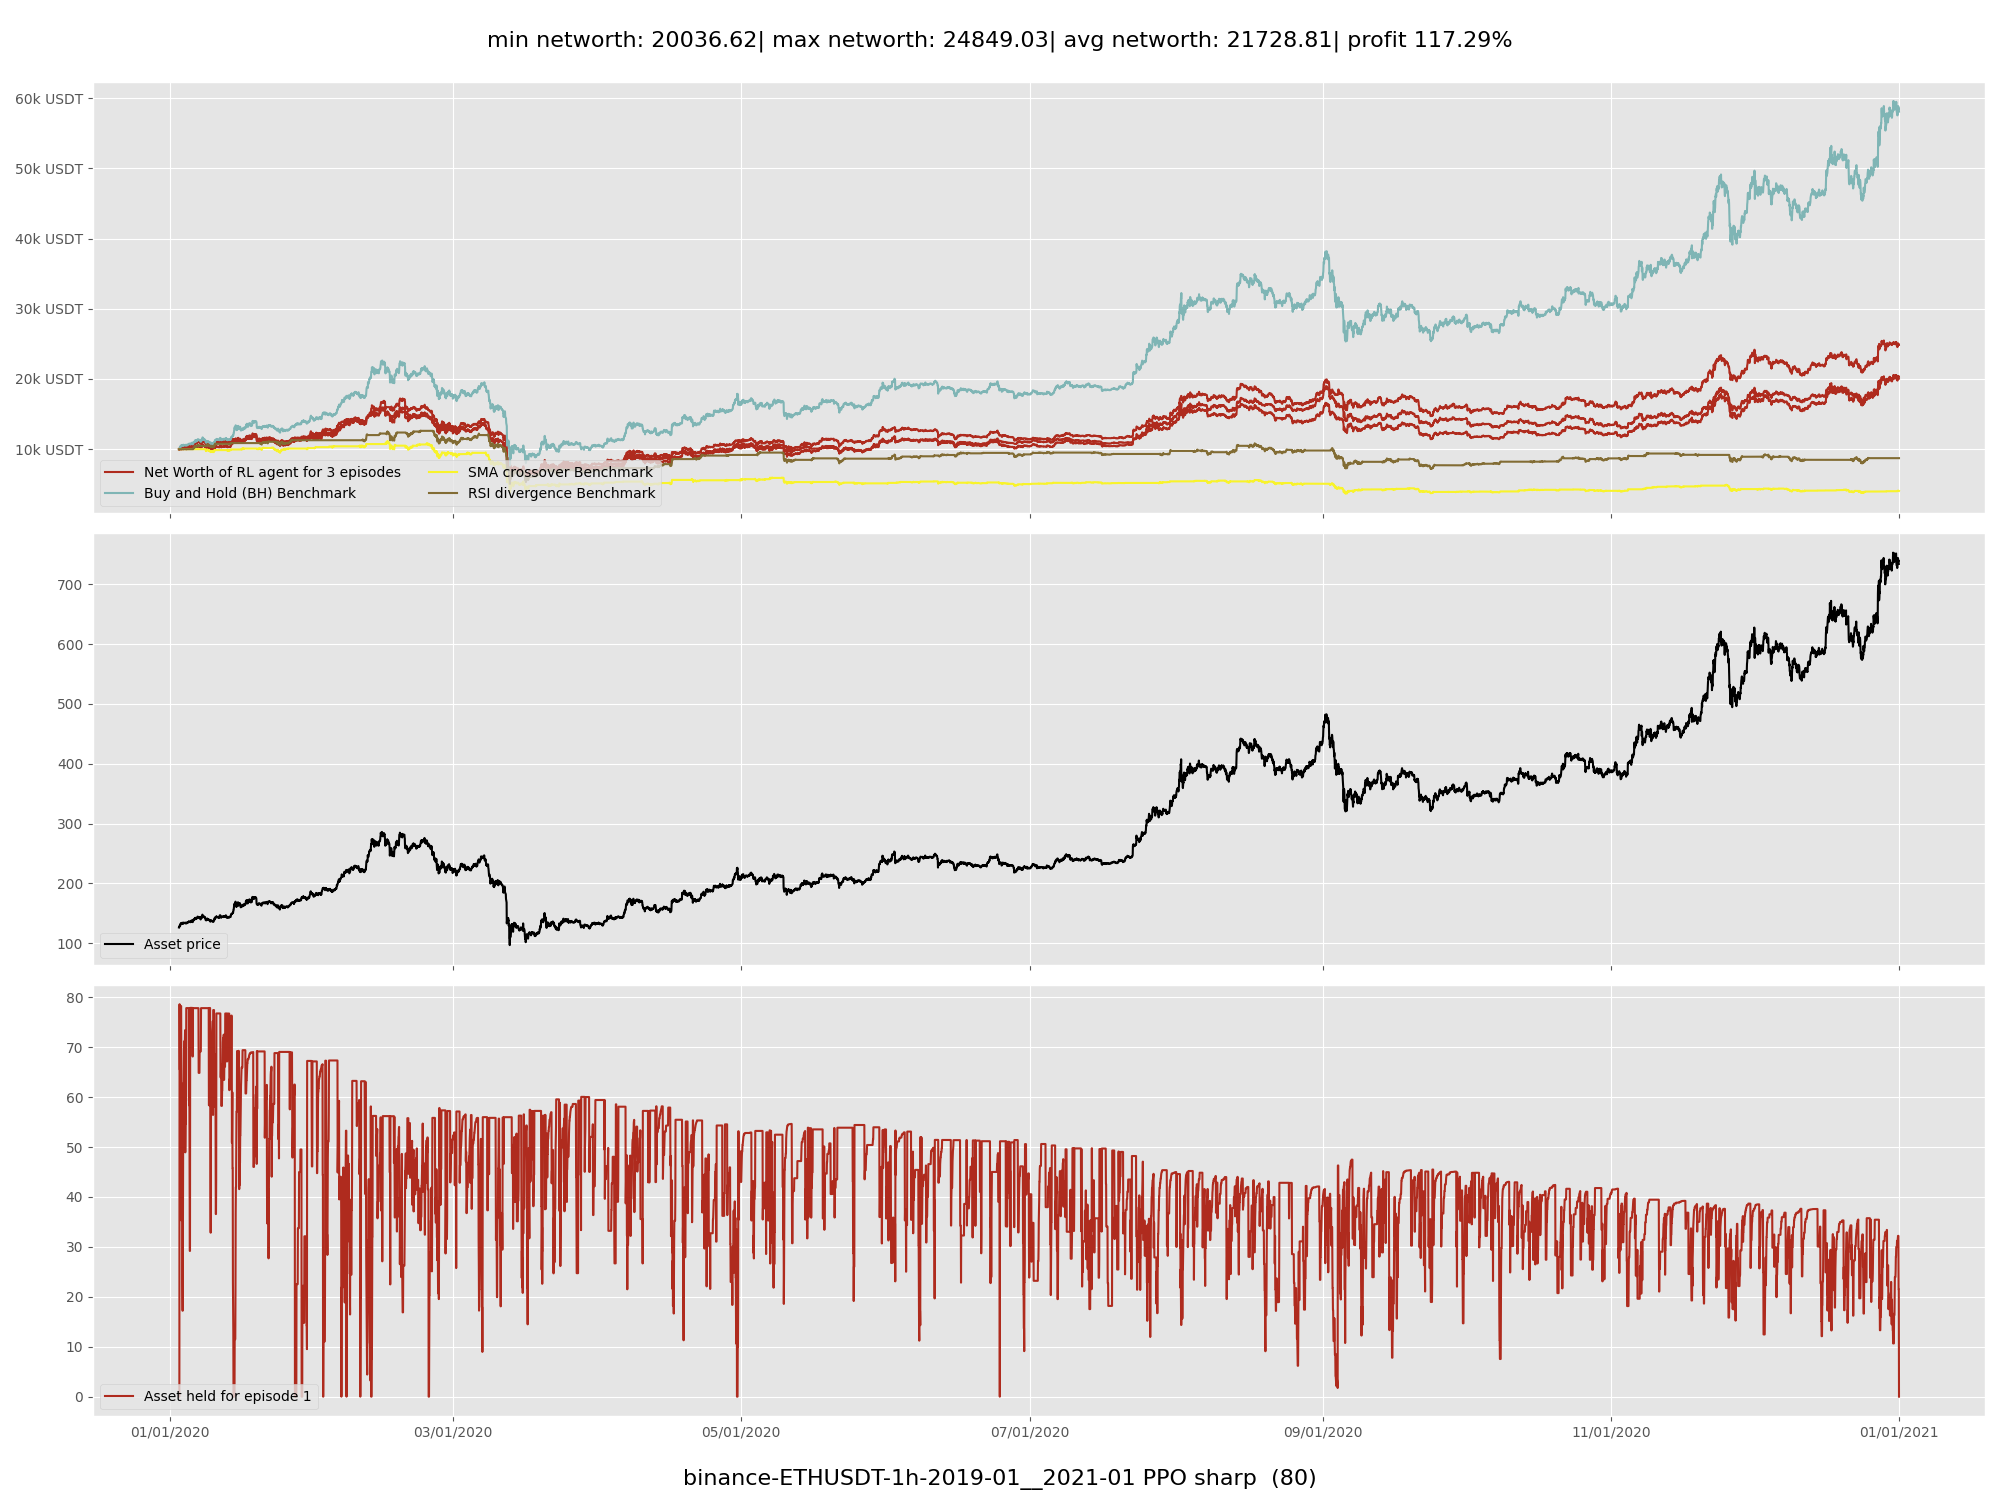 min networth: 20036.62| max networth: 24849.03| avg networth: 21728.81| profit 117.29%
60k USDT
50k USDT
40k USDT
30k USDT
20k USDT
10k USDT
Net Worth of RL agent for 3 episodes
Buy and Hold (BH) Benchmark
SMA crossover Benchmark
RSI divergence Benchmark
700
600
500
400
300
200
100
Asset price
80
70
60
50
40
30
20
10
0
Asset held for episode 1
01/01/2020 03/01/2020 05/01/2020 07/01/2020 09/01/2020 11/01/2020 01/01/2021
binance-ETHUSDT-1h-2019-01__2021-01 PPO sharp (80)